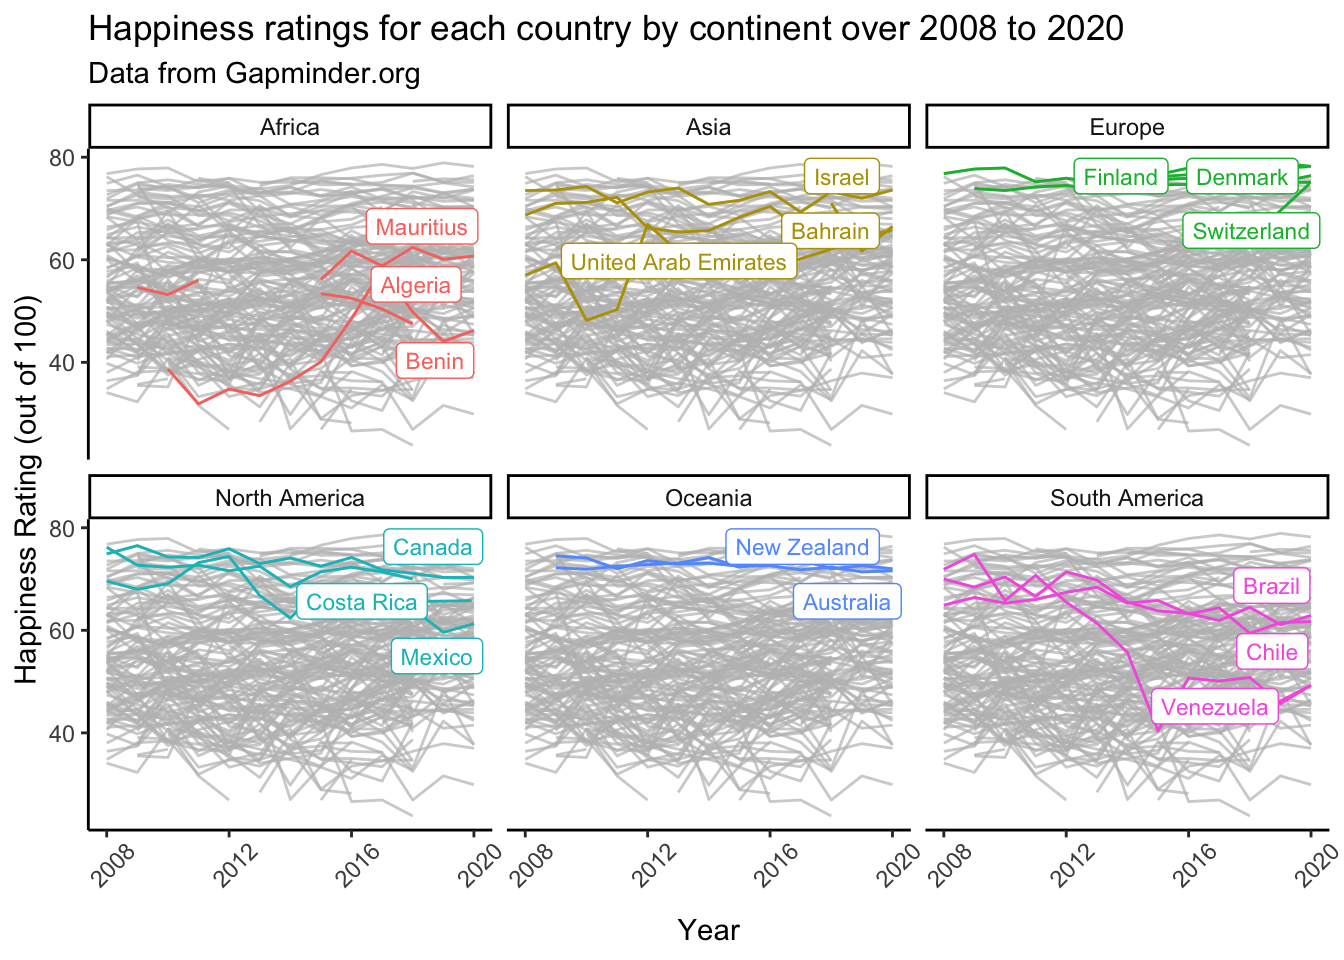 Happiness ratings for each country by continent over 2008 to 2020
Data from Gapminder.org
Africa
Asia
Europe
80
60
40
Mauritius
Algeria
Benin
Israel
Bahrain
United Arab Emirates
Finland
Denmark
Switzerland
Happiness Rating (out of 100)
North America
Oceania
South America
80
60
40
Canada
Costa Rica
Mexico
New Zealand
Australia
Brazil
Chile
Venezuela
2008
2012
2016
2020
2008
2012
2016
2020
2008
2012
2016
2020
Year